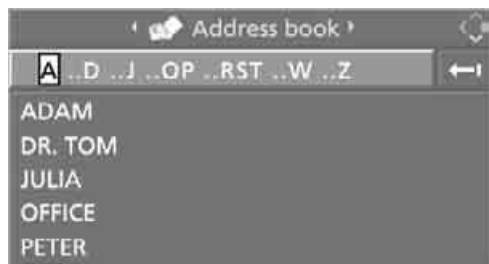 Address book
A ..D ..J ..OP ..RST ..W ..Z
ADAM
DR. TOM
JULIA
OFFICE
PETER